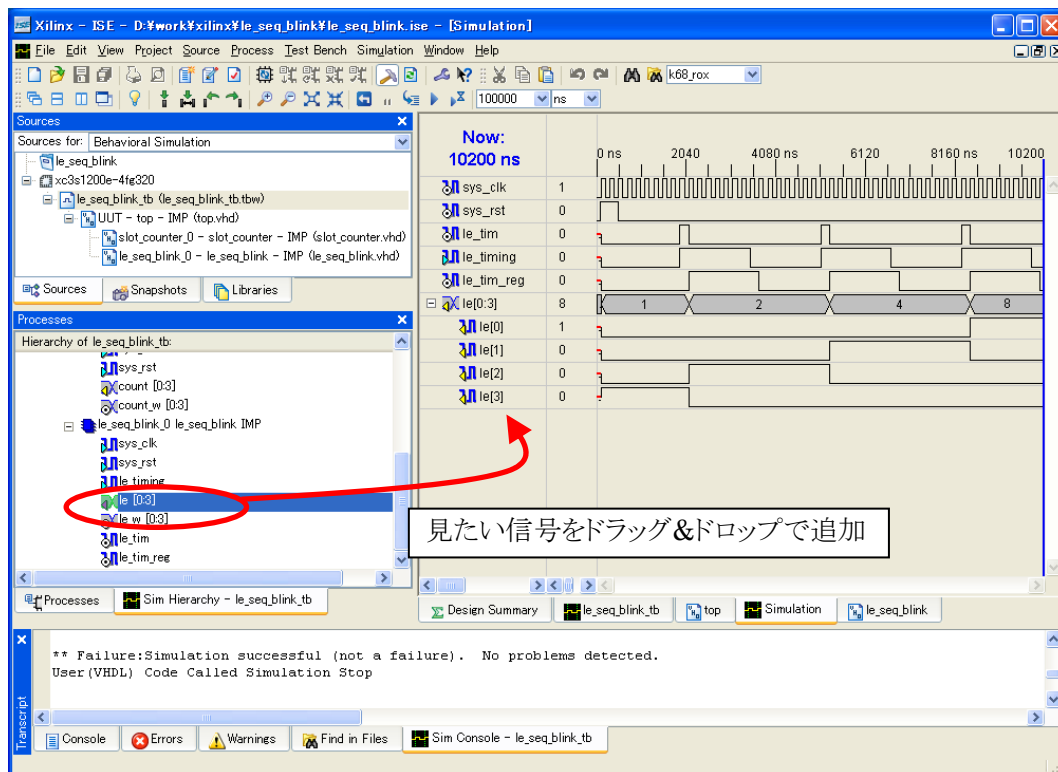 Xilinx - ISE - D:¥work¥xilinx¥le_seq_blink¥le_seq_blink.ise - [Simulation]
File Edit View Project Source Process Test Bench Simulation Window Help
k68_rox
100000 ns
Sources
Sources for: Behavioral Simulation
le_seq_blink
xc3s1200e-4fg320
le_seq_blink_tb (le_seq_blink_tb.tbw)
UUT - top - IMP (top.vhd)
slot_counter_0 - slot_counter - IMP (slot_counter.vhd)
le_seq_blink_0 - le_seq_blink - IMP (le_seq_blink.vhd)
Sources Snapshots Libraries
Processes
Hierarchy of le_seq_blink_tb:
sys_rst
count [0:3]
count_w [0:3]
le_seq_blink_0 le_seq_blink IMP
sys_clk
sys_rst
le_timing
le [0:3]
le_w [0:3]
le_tim
le_tim_reg
Processes Sim Hierarchy - le_seq_blink_tb
Now:
10200 ns
0 ns 2040 4080 ns 6120 8160 ns 10200
sys_clk 1
sys_rst 0
le_tim 0
le_timing 0
le_tim_reg 0
le[0:3] 8 1 2 4 8
le[0] 1
le[1] 0
le[2] 0
le[3] 0
見たい信号をドラッグ&ドロップで追加
Design Summary le_seq_blink_tb top Simulation le_seq_blink
** Failure:Simulation successful (not a failure).  No problems detected.
User(VHDL) Code Called Simulation Stop
Transcript
Console Errors Warnings Find in Files Sim Console - le_seq_blink_tb